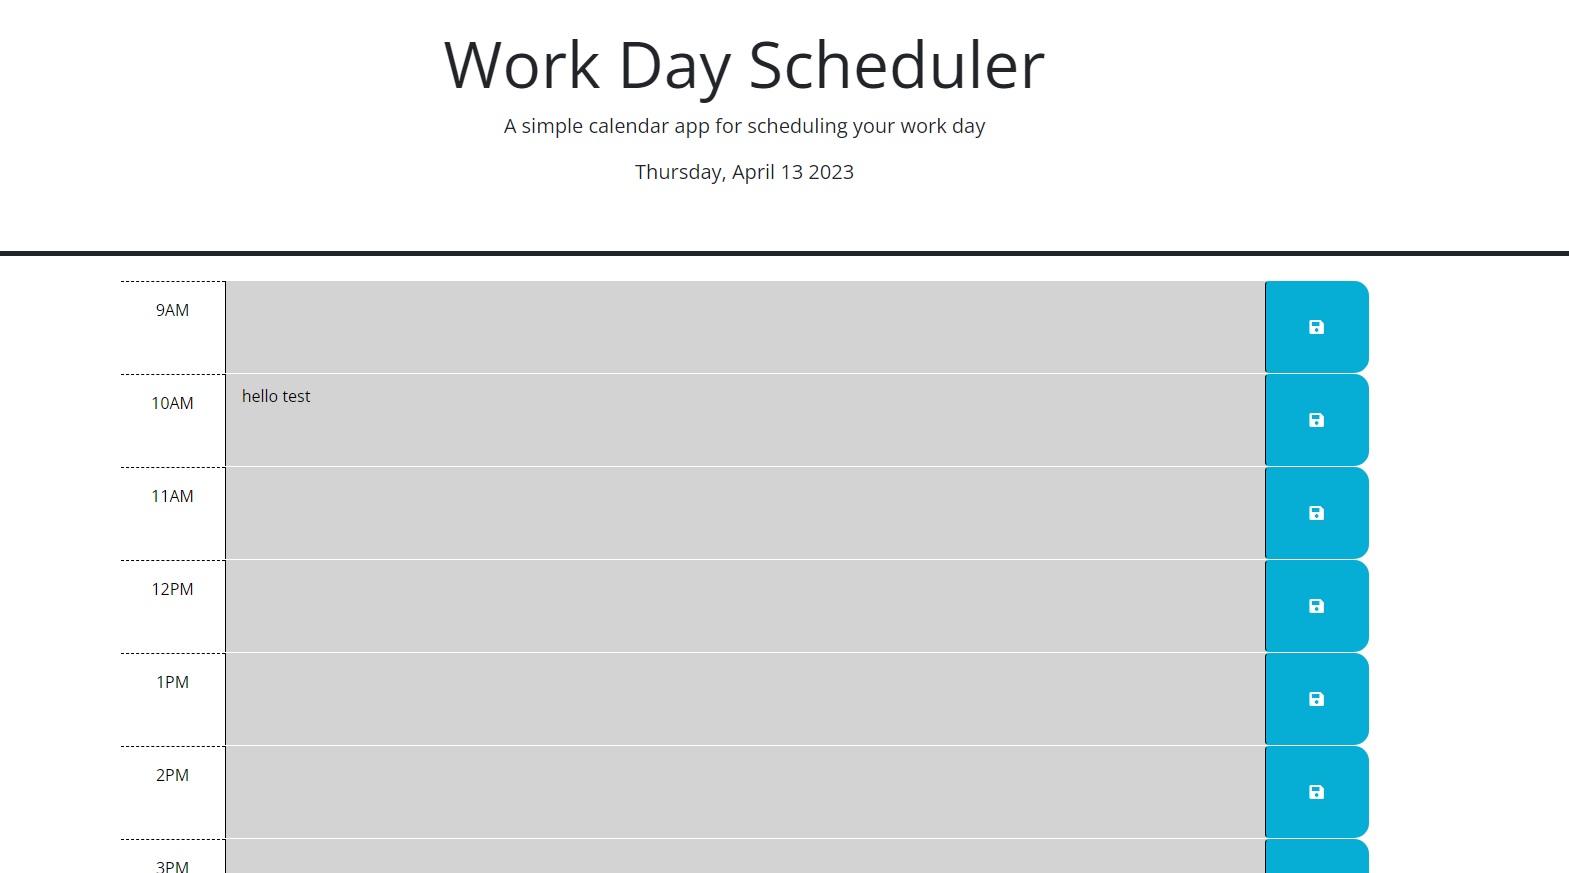 Work Day Scheduler
A simple calendar app for scheduling your work day
Thursday, April 13 2023
9AM
10AM
hello test
11AM
12PM
1PM
2PM
3PM